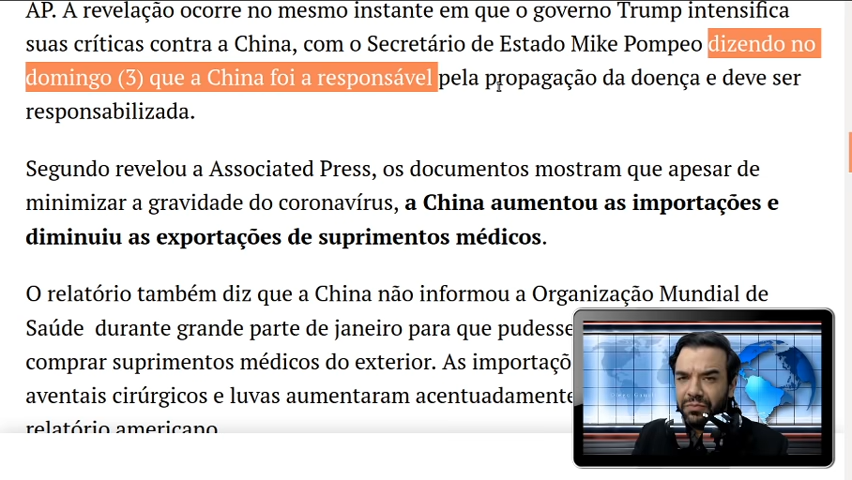 AP. A revelação ocorre no mesmo instante em que o governo Trump intensifica
suas críticas contra a China, com o Secretário de Estado Mike Pompeo dizendo no
domingo (3) que a China foi a responsável pela propagação da doença e deve ser
responsabilizada.
Segundo revelou a Associated Press, os documentos mostram que apesar de
minimizar a gravidade do coronavírus, a China aumentou as importações e
diminuiu as exportações de suprimentos médicos.
O relatório também diz que a China não informou a Organização Mundial de
Saúde durante grande parte de janeiro para que pudesse
comprar suprimentos médicos do exterior. As importaçõ
aventais cirúrgicos e luvas aumentaram acentuadamente
relatório americano